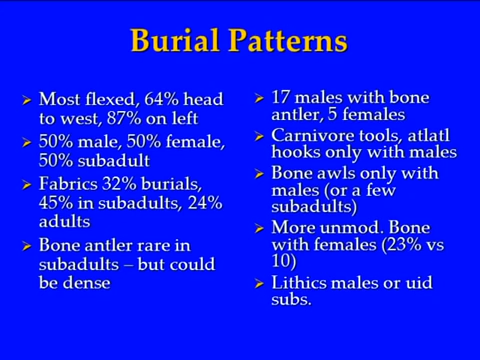 Burial Patterns
Most flexed, 64% head
to west, 87% on left
50% male, 50% female,
50% subadult
Fabrics 32% burials,
45% in subadults, 24%
adults
Bone antler rare in
subadults – but could
be dense
17 males with bone
antler, 5 females
Carnivore tools, atlatl
hooks only with males
Bone awls only with
males (or a few
subadults)
More unmod. Bone
with females (23% vs
10)
Lithics males or uid
subs.